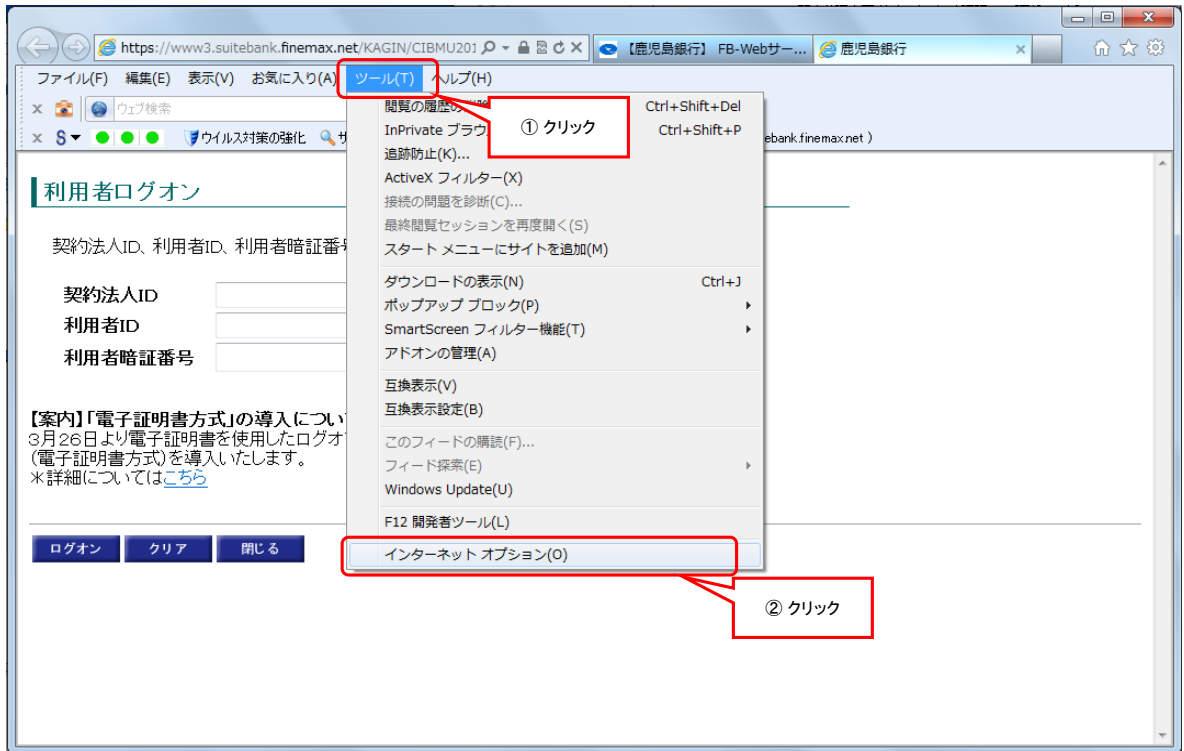 https://www3.suitebank.finemax.net/KAGIN/CIBMU201
【鹿児島銀行】 FB-Webサー...
鹿児島銀行
ファイル(F) 編集(E) 表示(V) お気に入り(A) ツール(T) ヘルプ(H)
ウェブ検索
ウイルス対策の強化
ebank.finemax.net )
① クリック
閲覧の履歴の Ctrl+Shift+Del
InPrivate ブラウ Ctrl+Shift+P
追跡防止(K)...
ActiveX フィルター(X)
接続の問題を診断(C)...
最終閲覧セッションを再度開く(S)
スタート メニューにサイトを追加(M)
ダウンロードの表示(N) Ctrl+J
ポップアップ ブロック(P)
SmartScreen フィルター機能(T)
アドオンの管理(A)
互換表示(V)
互換表示設定(B)
このフィードの購読(F)...
フィード探索(E)
Windows Update(U)
F12 開発者ツール(L)
インターネット オプション(O)
② クリック
利用者ログオン
契約法人ID、利用者ID、利用者暗証番
契約法人ID
利用者ID
利用者暗証番号
【案内】「電子証明書方式」の導入につい
3月26日より電子証明書を使用したログオ
(電子証明書方式)を導入いたします。
*詳細についてはこちら
ログオン クリア 閉じる